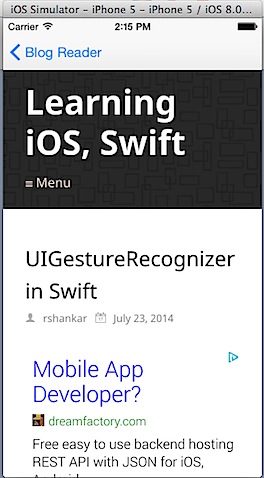 iOS Simulator – iPhone 5 – iPhone 5 / iOS 8.0...
Carrier 2:15 PM
Blog Reader
Learning
iOS, Swift
Menu
UIGestureRecognizer
in Swift
rshankar July 23, 2014
Mobile App
Developer?
dreamfactory.com
Free easy to use backend hosting
REST API with JSON for iOS,